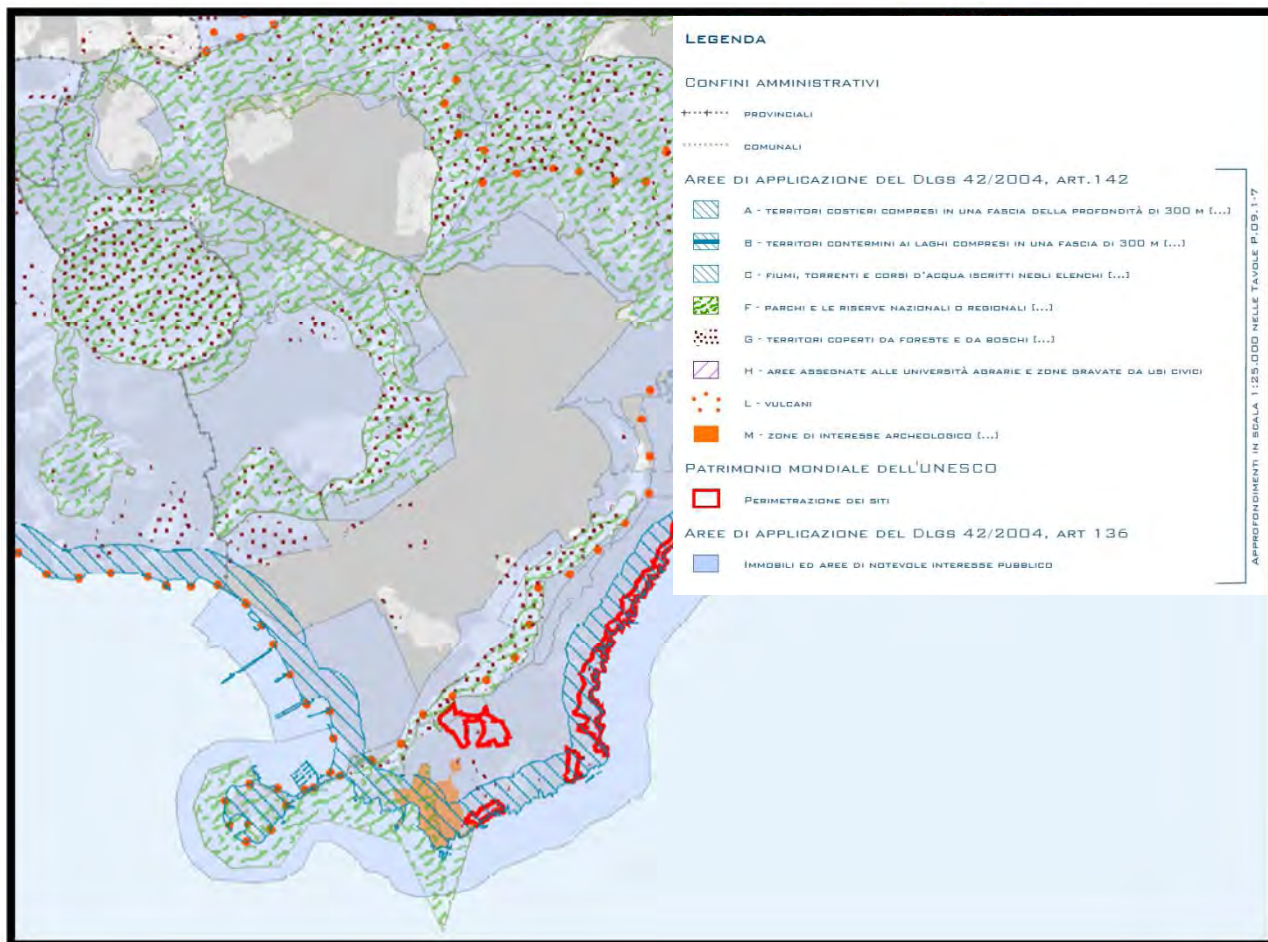 LEGENDA
CONFINI AMMINISTRATIVI
PROVINCIALI
COMUNALI
AREE DI APPLICAZIONE DEL DLGS 42/2004, ART.142
A - TERRITORI COSTIERI COMPRESI IN UNA FASCIA DELLA PROFONDITÀ DI 300 M [...]
B - TERRITORI CONTERMINI AI LAGHI COMPRESI IN UNA FASCIA DI 300 M [...]
C - FIUMI, TORRENTI E CORSI D'ACQUA ISCRITTI NEGLI ELENCHI [...]
F - PARCHI E LE RISERVE NAZIONALI O REGIONALI [...]
G - TERRITORI COPERTI DA FORESTE E DA BOSCHI [...]
H - AREE ASSEGNATE ALLE UNIVERSITÀ AGRARIE E ZONE GRAVATE DA USI CIVICI
L - VULCANI
M - ZONE DI INTERESSE ARCHEOLOGICO [...]
PATRIMONIO MONDIALE DELL'UNESCO
PERIMETRAZIONE DEI SITI
AREE DI APPLICAZIONE DEL DLGS 42/2004, ART 136
IMMOBILI ED AREE DI NOTEVOLE INTERESSE PUBBLICO
APPROFONDIMENTI IN SCALA 1:25.000 NELLE TAVOLE P.09.1-7